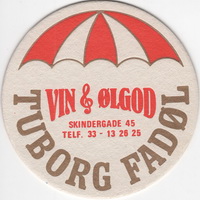 VIN & ØLGOD
SKINDERGADE 45
TELF. 33 - 13 26 25
TUBORG FADØL